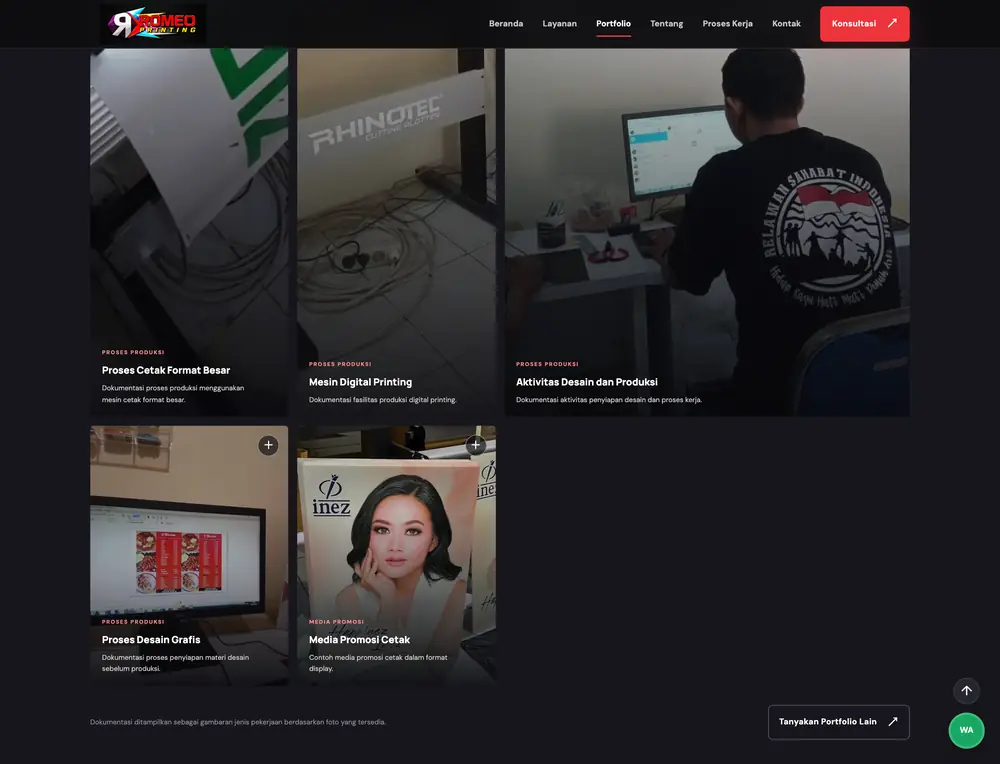 ROMEO
PRINTING
Beranda
Layanan
Portfolio
Tentang
Proses Kerja
Kontak
Konsultasi
RHINOTEC
CUTTING PLOTTER
RELAWAN SAHABAT INDONESIA
PROSES PRODUKSI
Proses Cetak Format Besar
Dokumentasi proses produksi menggunakan
mesin cetak format besar.
PROSES PRODUKSI
Mesin Digital Printing
Dokumentasi fasilitas produksi digital printing.
PROSES PRODUKSI
Aktivitas Desain dan Produksi
Dokumentasi aktivitas penyiapan desain dan proses kerja.
inez
ine
PROSES PRODUKSI
Proses Desain Grafis
Dokumentasi proses penyiapan materi desain
sebelum produksi.
MEDIA PROMOSI
Media Promosi Cetak
Contoh media promosi cetak dalam format
display.
Dokumentasi ditampilkan sebagai gambaran jenis pekerjaan berdasarkan foto yang tersedia.
Tanyakan Portfolio Lain
WA